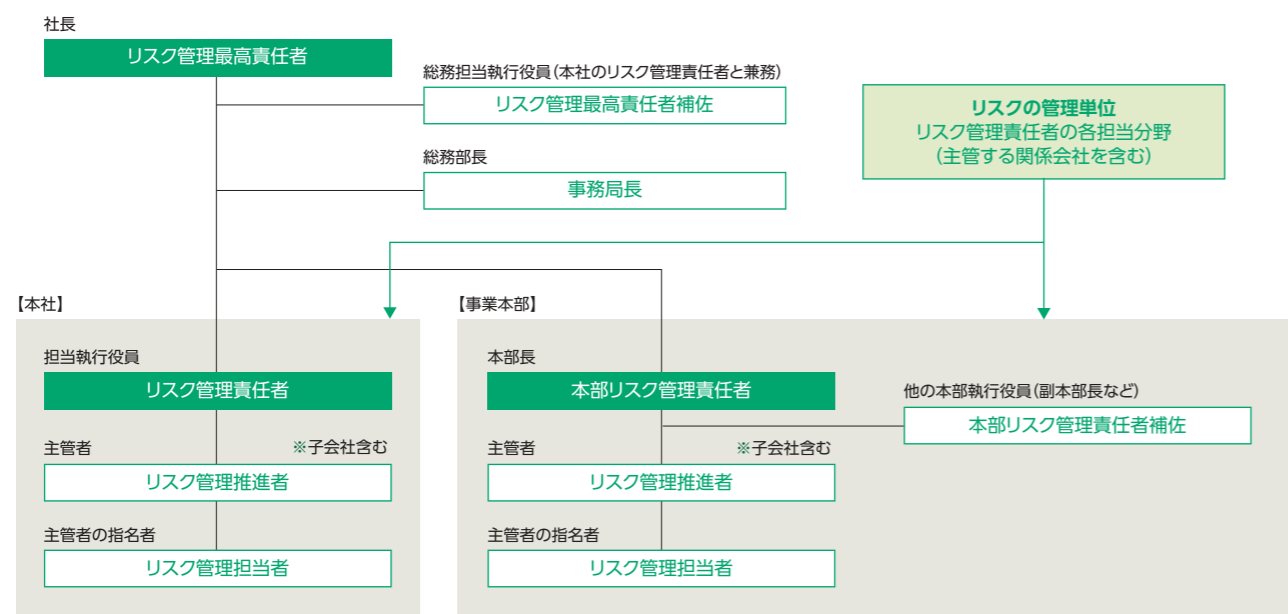 社長
リスク管理最高責任者
総務担当執行役員(本社のリスク管理責任者と兼務)
リスク管理最高責任者補佐
総務部長
事務局長
リスクの管理単位
リスク管理責任者の各担当分野
(主管する関係会社を含む)
【本社】
担当執行役員
リスク管理責任者
主管者
※子会社含む
リスク管理推進者
主管者の指名者
リスク管理担当者
【事業本部】
本部長
本部リスク管理責任者
他の本部執行役員(副本部長など)
本部リスク管理責任者補佐
主管者
※子会社含む
リスク管理推進者
主管者の指名者
リスク管理担当者